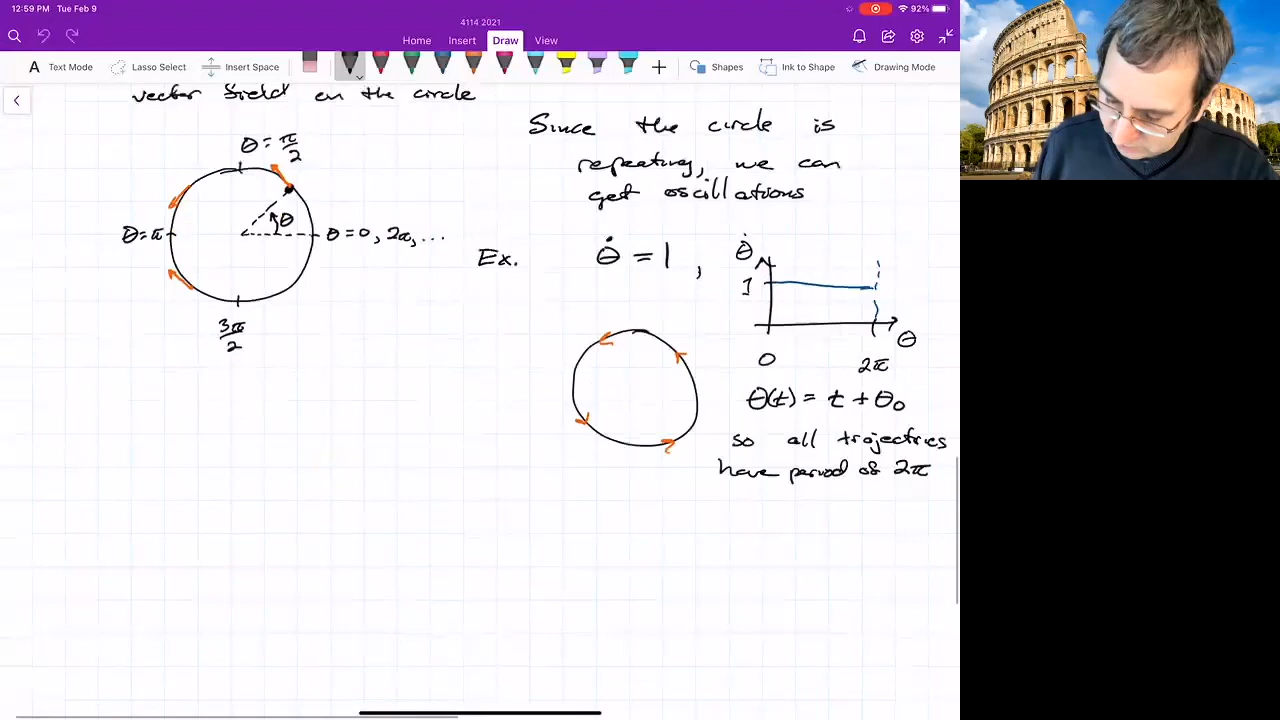 12:59 PM Tue Feb 9
92%
4114 2021
Home Insert Draw View
Text Mode Lasso Select Insert Space Shapes Ink to Shape Drawing Mode
vector field on the circle
θ = π/2
θ = π
θ
θ = 0, 2π, ...
3π/2
Since the circle is
repeating, we can
get oscillations
Ex. θ̇ = 1 ,
θ̇
1
0
2π
θ
θ(t) = t + θ₀
so all trajectories
have period of 2π